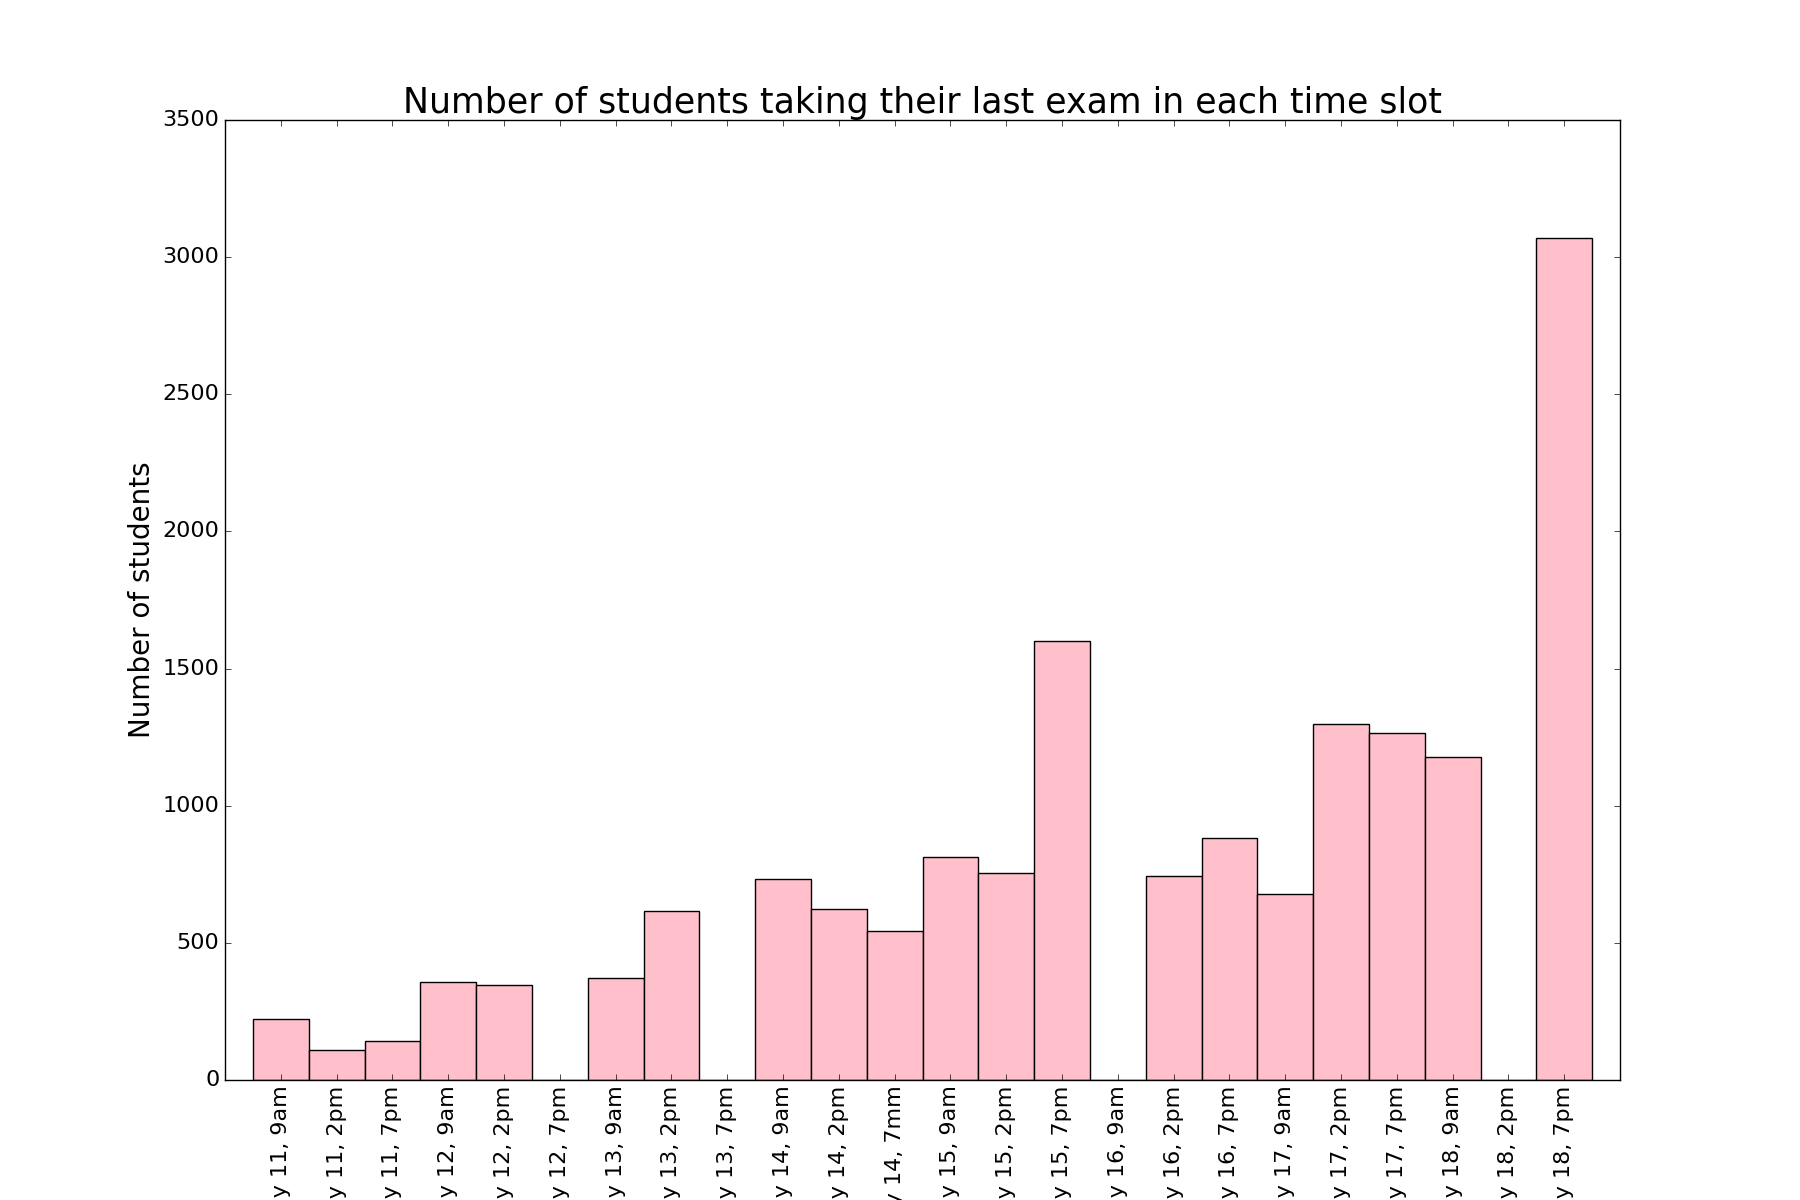 Number of students taking their last exam in each time slot
Number of students
3500
3000
2500
2000
1500
1000
500
0
y 11, 9am
y 11, 2pm
y 11, 7pm
y 12, 9am
y 12, 2pm
y 12, 7pm
y 13, 9am
y 13, 2pm
y 13, 7pm
y 14, 9am
y 14, 2pm
y 14, 7mm
y 15, 9am
y 15, 2pm
y 15, 7pm
y 16, 9am
y 16, 2pm
y 16, 7pm
y 17, 9am
y 17, 2pm
y 17, 7pm
y 18, 9am
y 18, 2pm
y 18, 7pm